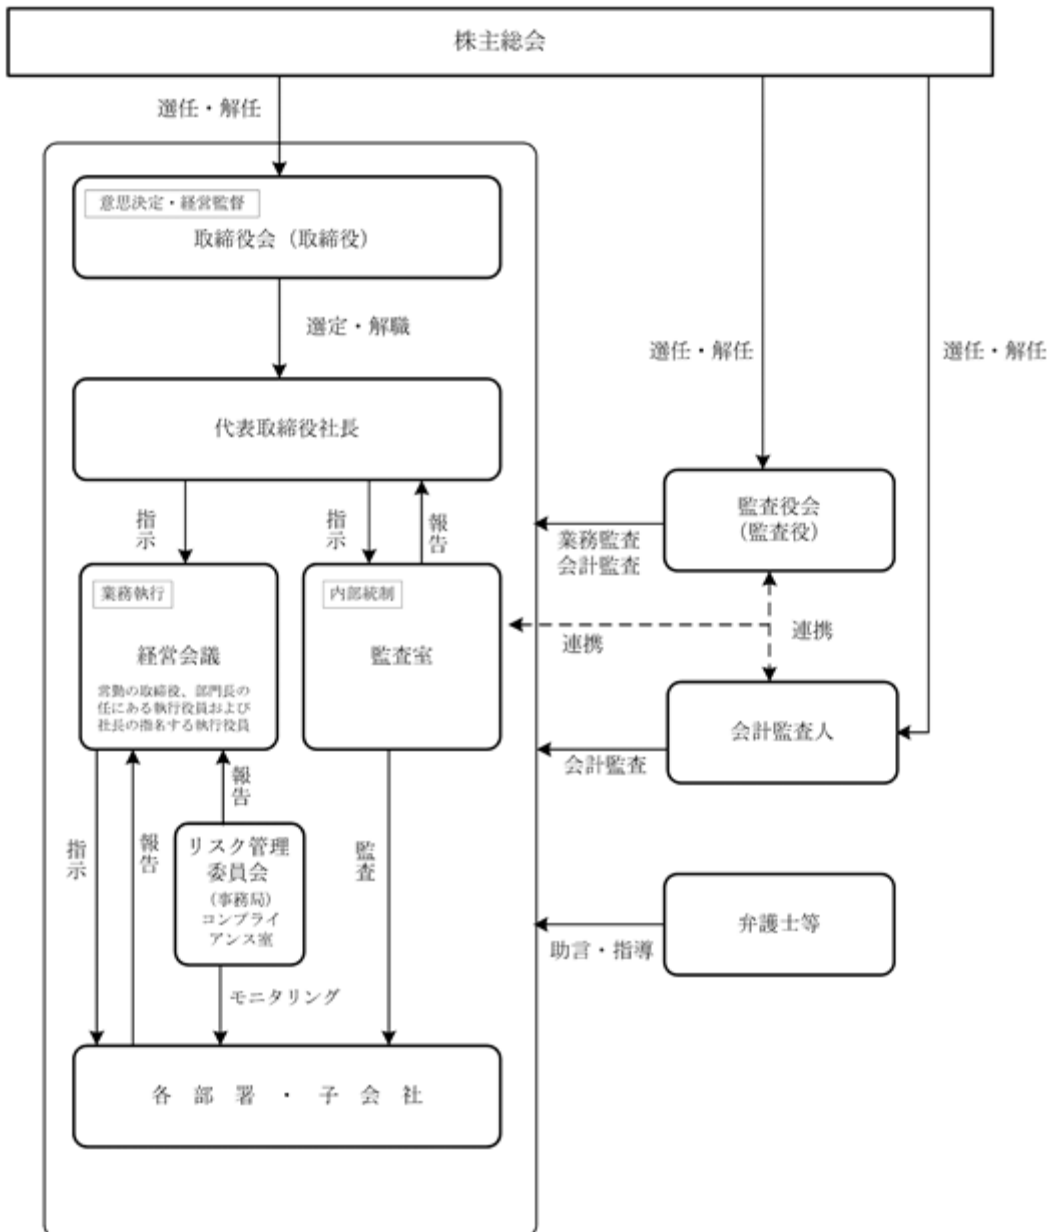 株主総会
選任・解任
意思決定・経営監督
取締役会（取締役）
選定・解職
選任・解任
選任・解任
代表取締役社長
監査役会
（監査役）
指示
指示
報告
業務監査
会計監査
業務執行
経営会議
常勤の取締役、部門長の
任にある執行役員および
社長の指名する執行役員
内部統制
監査室
連携
連携
会計監査人
会計監査
報告
指示
報告
リスク管理
委員会
（事務局）
コンプライ
アンス室
監査
弁護士等
助言・指導
モニタリング
各部署・子会社